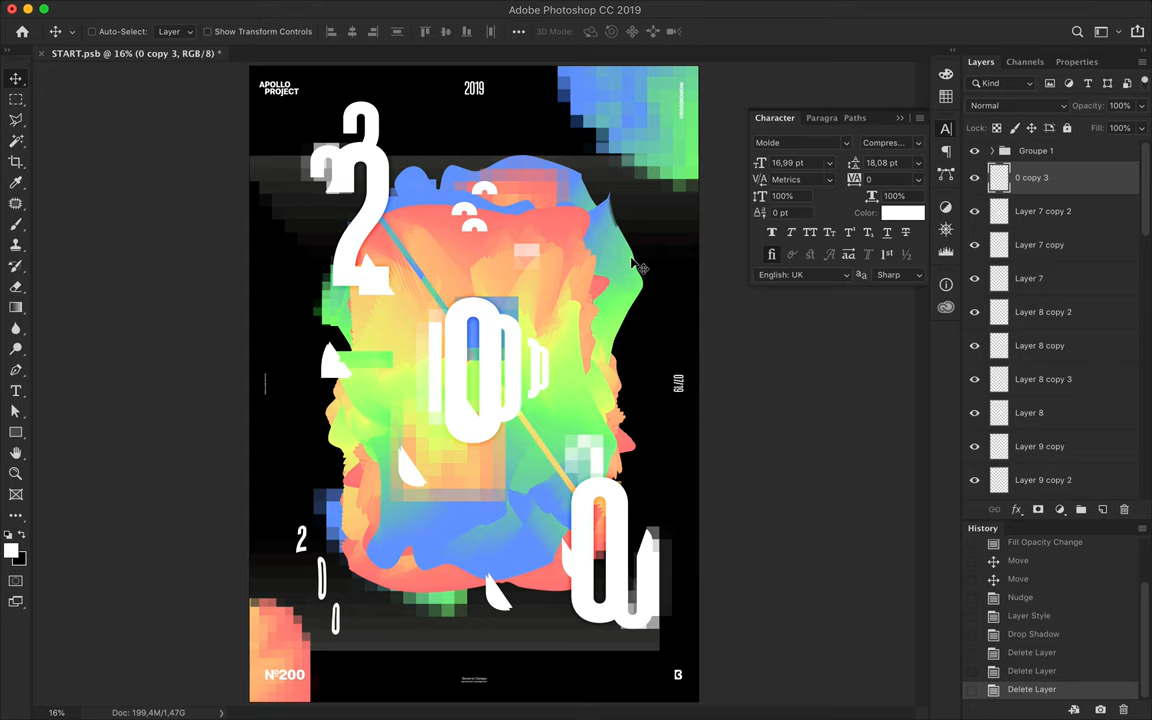 Adobe Photoshop CC 2019
Auto-Select:
Layer
Show Transform Controls
3D Mode:
START.psb @ 16% (0 copy 3, RGB/8) *
APOLLO
PROJECT
2019
07/19
2
0
0
Nº200
Character
Paragra
Paths
Molde
Compres...
16,99 pt
18,08 pt
Metrics
0
100%
100%
0 pt
Color:
English: UK
Sharp
Layers
Channels
Properties
Kind
Normal
Opacity: 100%
Lock:
Fill: 100%
Groupe 1
0 copy 3
Layer 7 copy 2
Layer 7 copy
Layer 7
Layer 8 copy 2
Layer 8 copy
Layer 8 copy 3
Layer 8
Layer 9 copy
Layer 9 copy 2
History
Fill Opacity Change
Move
Move
Nudge
Layer Style
Drop Shadow
Delete Layer
Delete Layer
Delete Layer
16%
Doc: 199,4M/1,47G